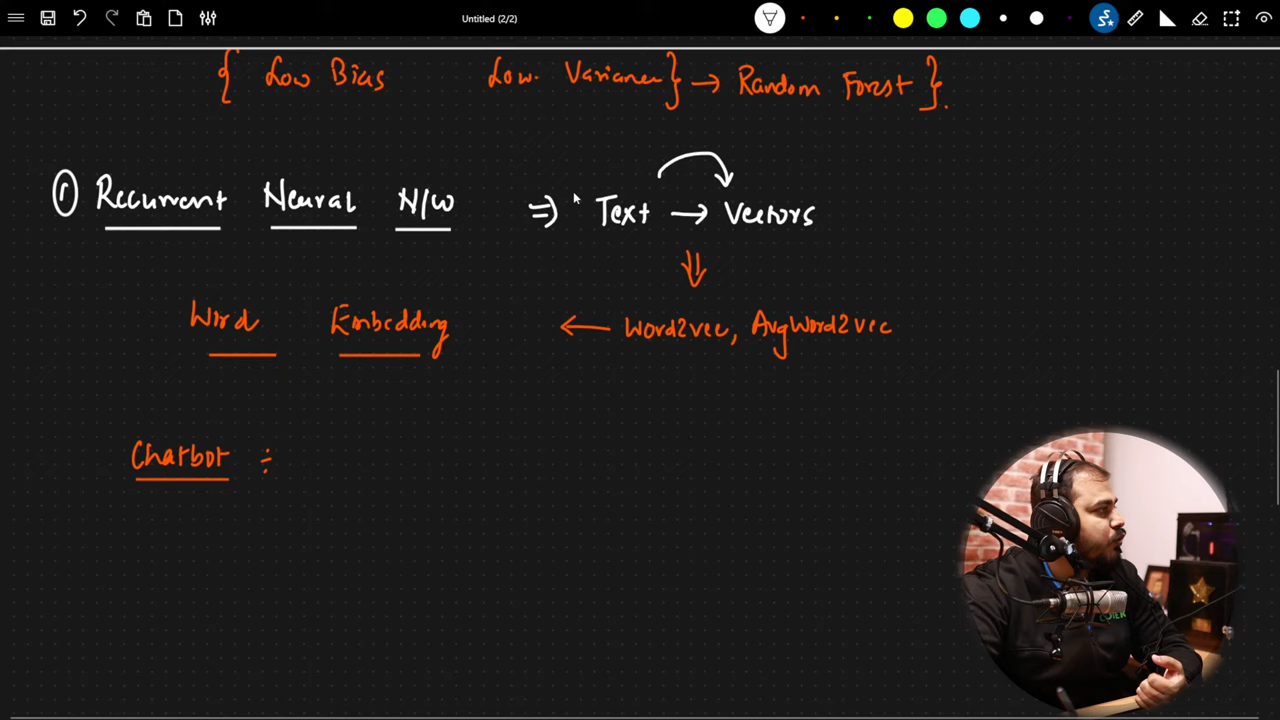 Untitled (2/2)
{ Low Bias Low. Variance } → Random Forest }.
① Recurrent Neural N/W ⇒ Text → Vectors
Word Embedding ← Word2vec, AvgWord2vec
Chatbot ÷